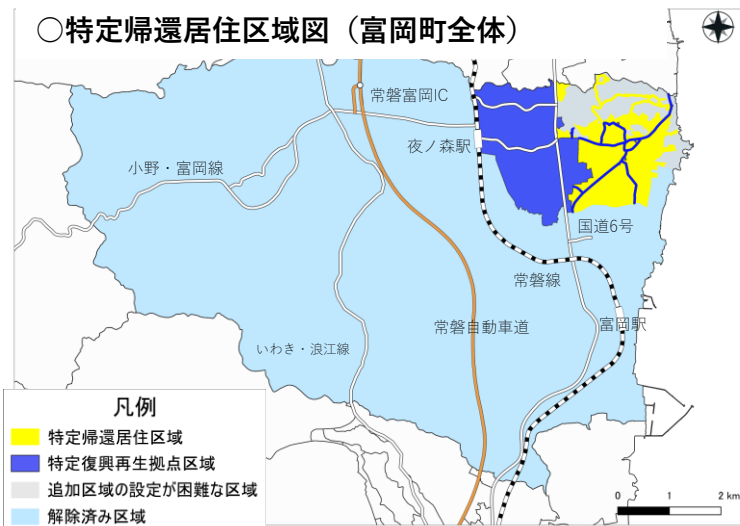 ○特定帰還居住区域図（富岡町全体）
常磐富岡IC
夜ノ森駅
小野・富岡線
国道6号
常磐線
富岡駅
常磐自動車道
いわき・浪江線
凡例
特定帰還居住区域
特定復興再生拠点区域
追加区域の設定が困難な区域
解除済み区域
0 1 2 km